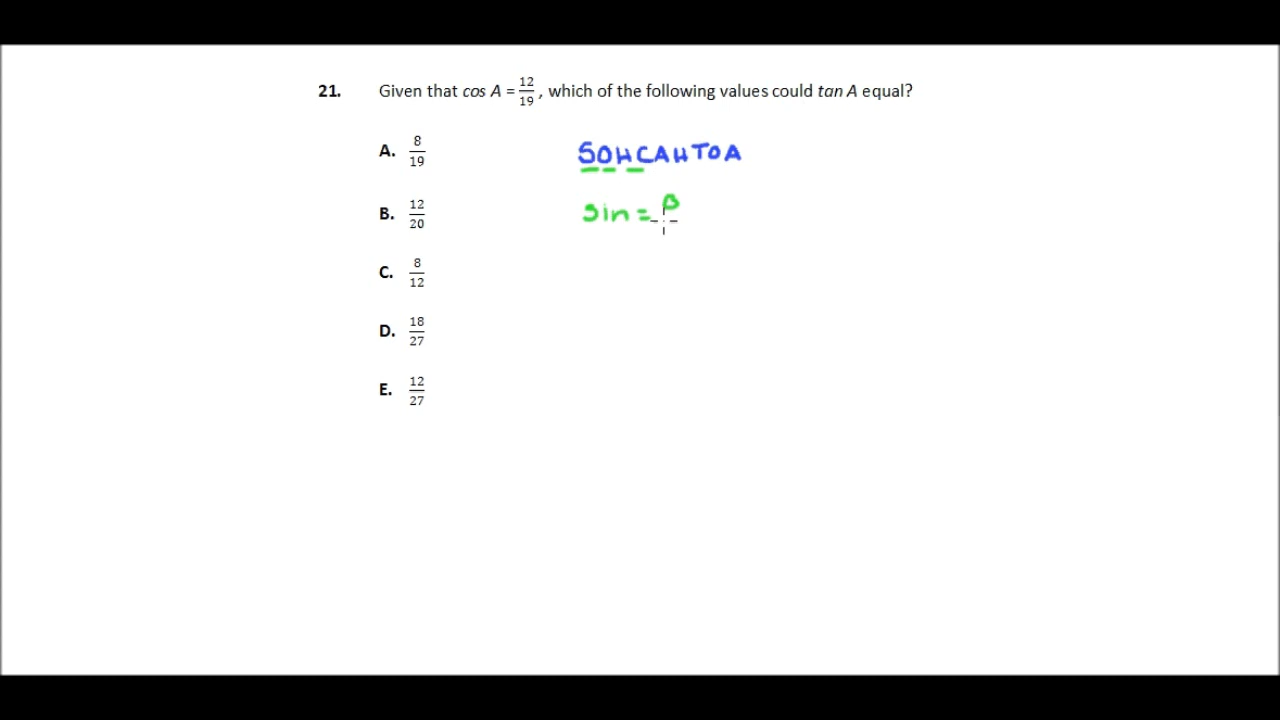 21. Given that cos A = 12/19, which of the following values could tan A equal?
A. 8/19
SOHCAHTOA
B. 12/20
sin =
C. 8/12
D. 18/27
E. 12/27